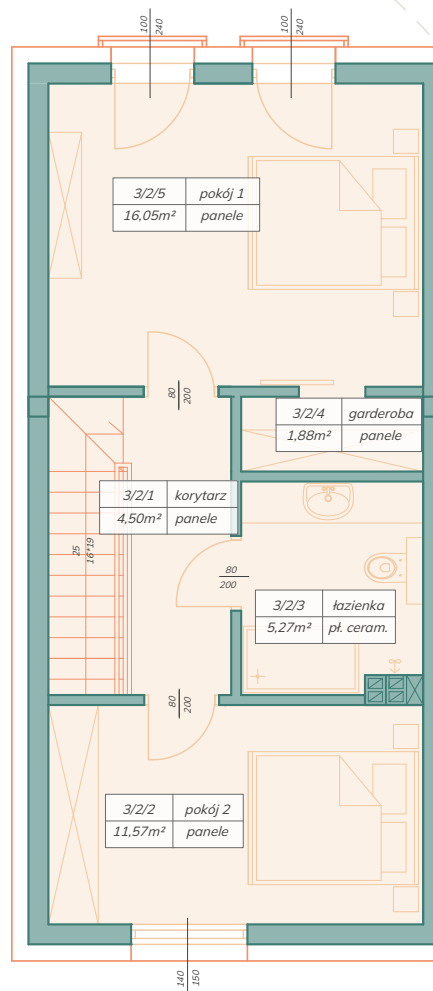 100
240
100
240
3/2/5 pokój 1
16,05m² panele
80
200
3/2/4 garderoba
1,88m² panele
3/2/1 korytarz
4,50m² panele
25
16*19
80
200
3/2/3 łazienka
5,27m² pł. ceram.
80
200
3/2/2 pokój 2
11,57m² panele
140
150